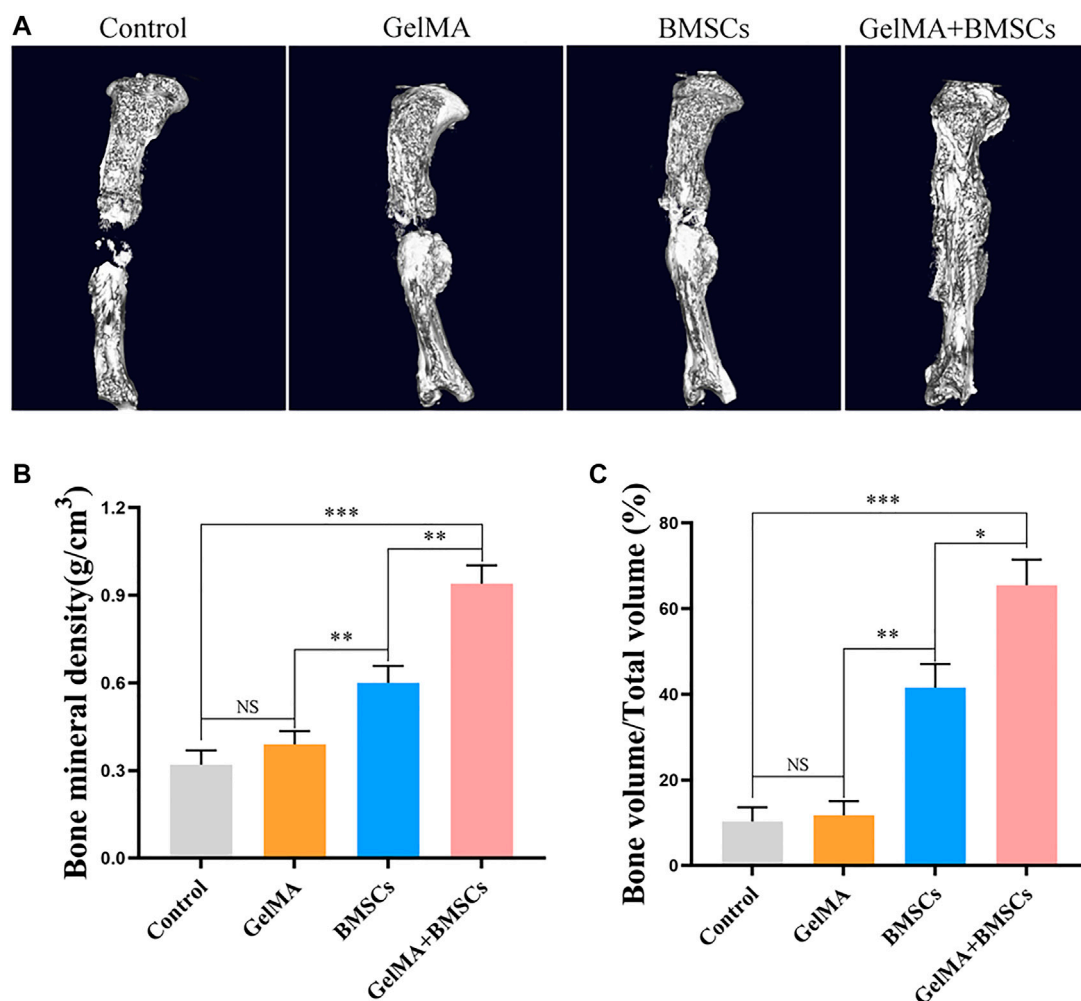 A
Control
GelMA
BMSCs
GelMA+BMSCs
B
Bone mineral density(g/cm³)
1.2
0.9
0.6
0.3
0.0
***
**
**
NS
Control
GelMA
BMSCs
GelMA+BMSCs
C
Bone volume/Total volume (%)
80
60
40
20
0
***
*
**
NS
Control
GelMA
BMSCs
GelMA+BMSCs